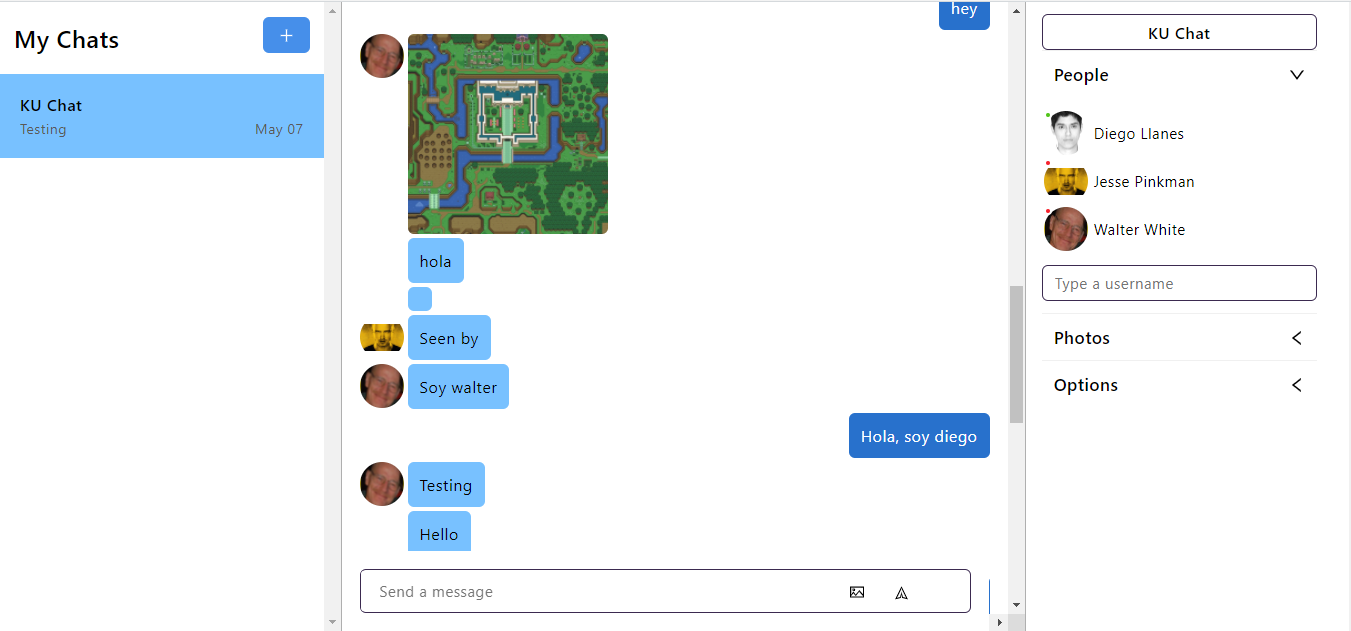 My Chats
+
KU Chat
Testing
May 07
hey
hola
Seen by
Soy walter
Hola, soy diego
Testing
Hello
Send a message
KU Chat
People
Diego Llanes
Jesse Pinkman
Walter White
Type a username
Photos
Options